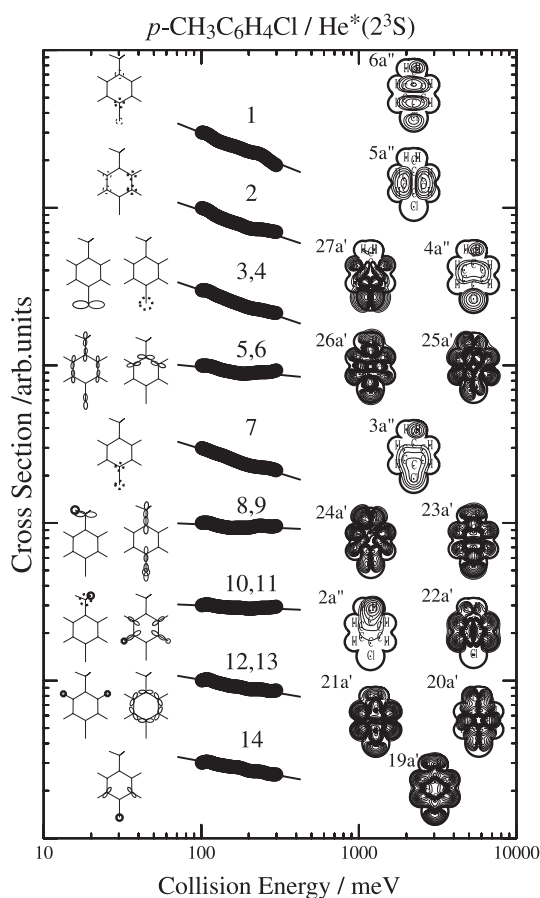 p-CH3C6H4Cl / He*(2³S)
6a"
1
5a"
2
27a'
4a"
3,4
26a'
25a'
5,6
3a"
7
24a'
23a'
8,9
2a"
22a'
10,11
21a'
20a'
12,13
19a'
14
Cross Section /arb.units
10
100
1000
10000
Collision Energy / meV